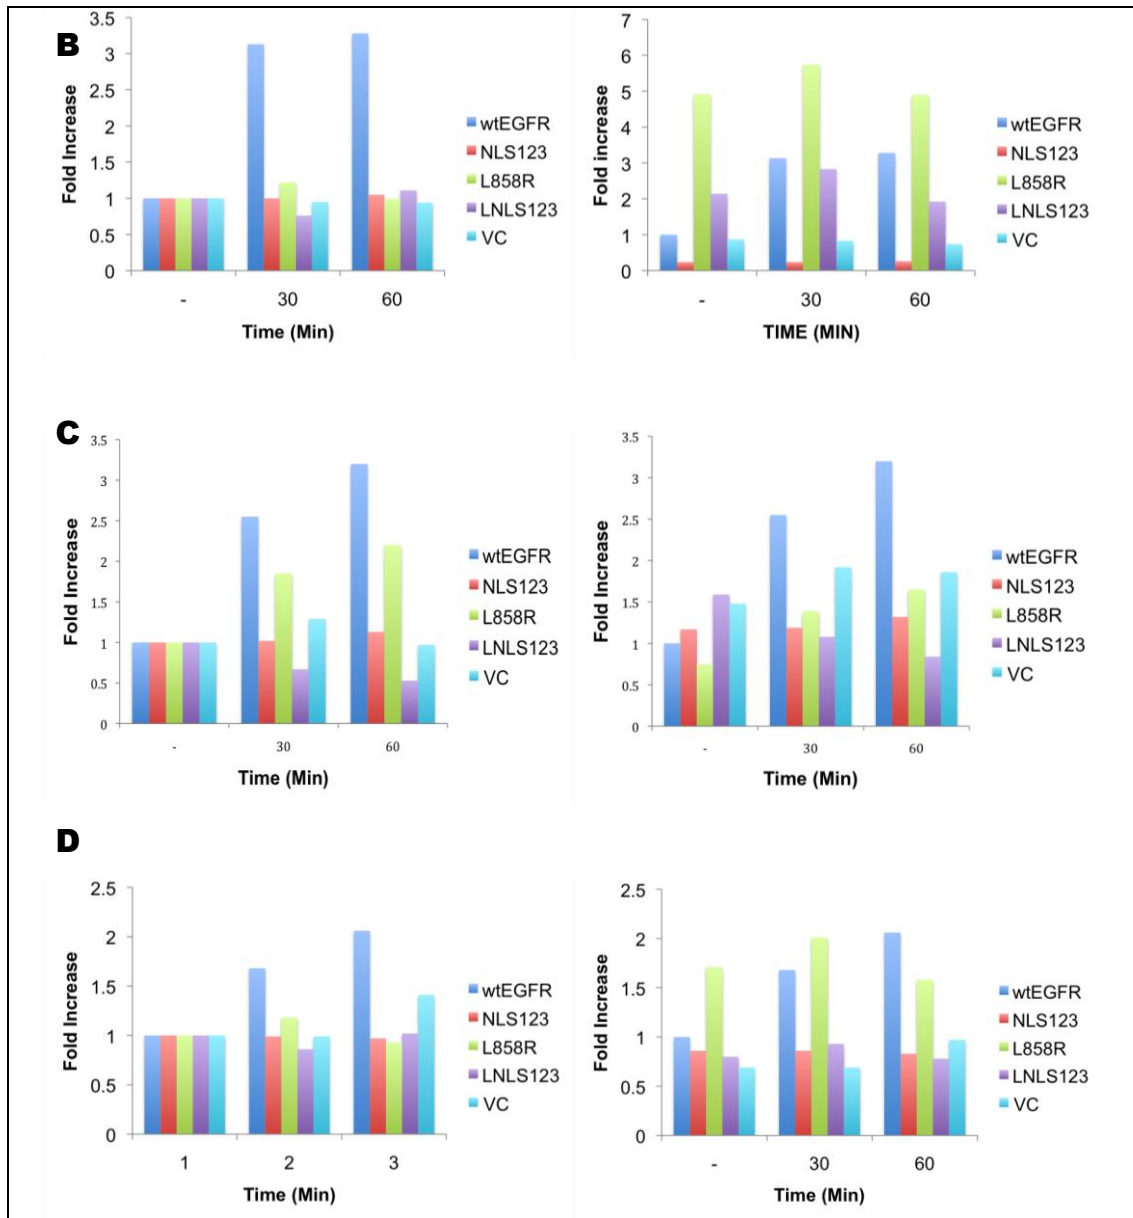 B
Fold Increase
3.5
3
2.5
2
1.5
1
0.5
0
- 30 60
Time (Min)
wtEGFR
NLS123
L858R
LNLS123
VC
Fold increase
7
6
5
4
3
2
1
0
- 30 60
TIME (MIN)
wtEGFR
NLS123
L858R
LNLS123
VC
C
Fold Increase
3.5
3
2.5
2
1.5
1
0.5
0
- 30 60
Time (Min)
wtEGFR
NLS123
L858R
LNLS123
VC
Fold Increase
3.5
3
2.5
2
1.5
1
0.5
0
- 30 60
Time (Min)
wtEGFR
NLS123
L858R
LNLS123
VC
D
Fold Increase
2.5
2
1.5
1
0.5
0
1 2 3
Time (Min)
wtEGFR
NLS123
L858R
LNLS123
VC
Fold Increase
2.5
2
1.5
1
0.5
0
- 30 60
Time (Min)
wtEGFR
NLS123
L858R
LNLS123
VC